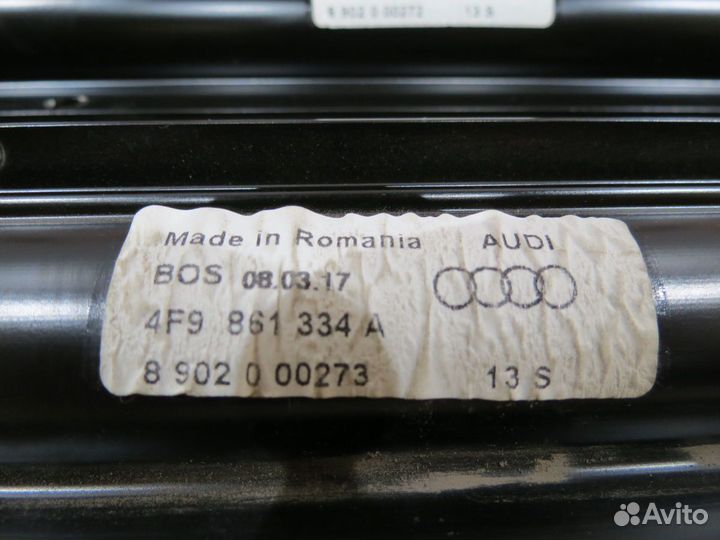 8 902 0 00272 13 S
Made in Romania AUDI
BOS 08.03.17
4F9 861 334 A
8 902 0 00273 13 S
Avito